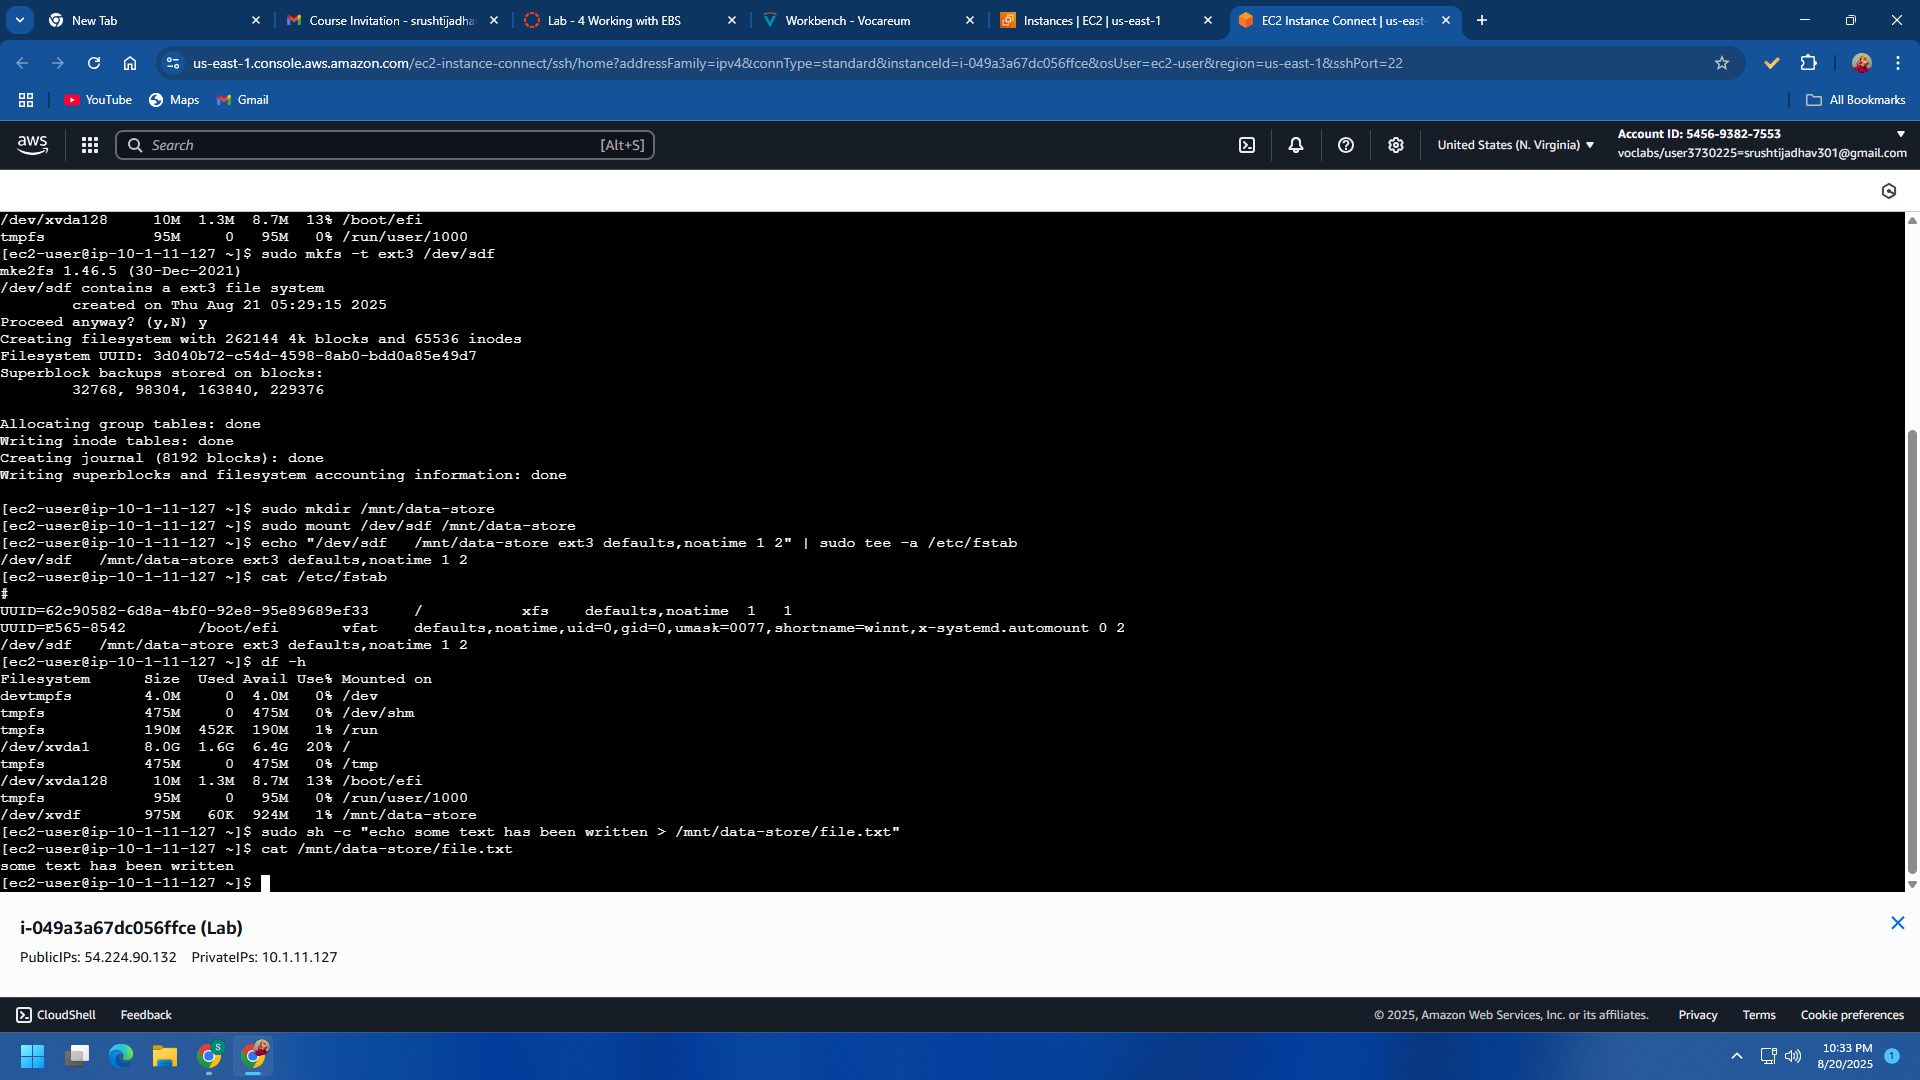 New Tab
Course Invitation - srushtijadha
Lab - 4 Working with EBS
Workbench - Vocareum
Instances | EC2 | us-east-1
EC2 Instance Connect | us-east-
us-east-1.console.aws.amazon.com/ec2-instance-connect/ssh/home?addressFamily=ipv4&connType=standard&instanceId=i-049a3a67dc056ffce&osUser=ec2-user&region=us-east-1&sshPort=22
YouTube
Maps
Gmail
All Bookmarks
aws
Search
[Alt+S]
United States (N. Virginia)
Account ID: 5456-9382-7553
voclabs/user3730225=srushtijadhav301@gmail.com
/dev/xvda128     10M  1.3M  8.7M  13% /boot/efi
tmpfs            95M     0   95M   0% /run/user/1000
[ec2-user@ip-10-1-11-127 ~]$ sudo mkfs -t ext3 /dev/sdf
mke2fs 1.46.5 (30-Dec-2021)
/dev/sdf contains a ext3 file system
        created on Thu Aug 21 05:29:15 2025
Proceed anyway? (y,N) y
Creating filesystem with 262144 4k blocks and 65536 inodes
Filesystem UUID: 3d040b72-c54d-4598-8ab0-bdd0a85e49d7
Superblock backups stored on blocks:
        32768, 98304, 163840, 229376
Allocating group tables: done
Writing inode tables: done
Creating journal (8192 blocks): done
Writing superblocks and filesystem accounting information: done
[ec2-user@ip-10-1-11-127 ~]$ sudo mkdir /mnt/data-store
[ec2-user@ip-10-1-11-127 ~]$ sudo mount /dev/sdf /mnt/data-store
[ec2-user@ip-10-1-11-127 ~]$ echo "/dev/sdf   /mnt/data-store ext3 defaults,noatime 1 2" | sudo tee -a /etc/fstab
/dev/sdf   /mnt/data-store ext3 defaults,noatime 1 2
[ec2-user@ip-10-1-11-127 ~]$ cat /etc/fstab
#
UUID=62c90582-6d8a-4bf0-92e8-95e89689ef33     /           xfs    defaults,noatime  1   1
UUID=E565-8542        /boot/efi       vfat    defaults,noatime,uid=0,gid=0,umask=0077,shortname=winnt,x-systemd.automount 0 2
/dev/sdf   /mnt/data-store ext3 defaults,noatime 1 2
[ec2-user@ip-10-1-11-127 ~]$ df -h
Filesystem      Size  Used Avail Use% Mounted on
devtmpfs        4.0M     0  4.0M   0% /dev
tmpfs           475M     0  475M   0% /dev/shm
tmpfs           190M  452K  190M   1% /run
/dev/xvda1      8.0G  1.6G  6.4G  20% /
tmpfs           475M     0  475M   0% /tmp
/dev/xvda128     10M  1.3M  8.7M  13% /boot/efi
tmpfs            95M     0   95M   0% /run/user/1000
/dev/xvdf       975M   60K  924M   1% /mnt/data-store
[ec2-user@ip-10-1-11-127 ~]$ sudo sh -c "echo some text has been written > /mnt/data-store/file.txt"
[ec2-user@ip-10-1-11-127 ~]$ cat /mnt/data-store/file.txt
some text has been written
[ec2-user@ip-10-1-11-127 ~]$
i-049a3a67dc056ffce (Lab)
PublicIPs: 54.224.90.132    PrivateIPs: 10.1.11.127
CloudShell
Feedback
© 2025, Amazon Web Services, Inc. or its affiliates.
Privacy
Terms
Cookie preferences
S
10:33 PM
8/20/2025
1